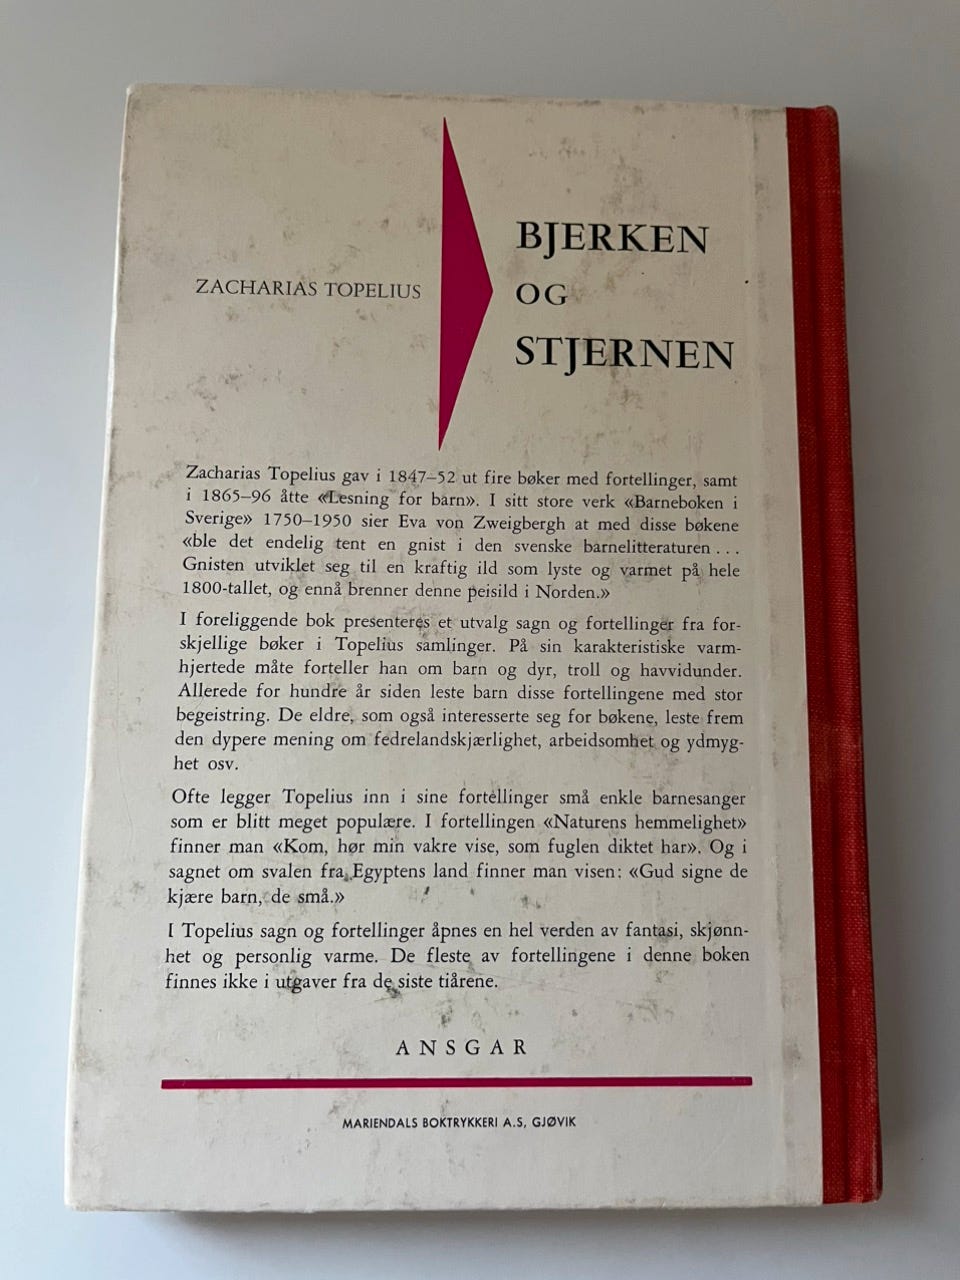 ZACHARIAS TOPELIUS
BJERKEN
OG
STJERNEN
Zacharias Topelius gav i 1847–52 ut fire bøker med fortellinger, samt
i 1865–96 åtte «Lesning for barn». I sitt store verk «Barneboken i
Sverige» 1750–1950 sier Eva von Zweigbergh at med disse bøkene
«ble det endelig tent en gnist i den svenske barnelitteraturen . . .
Gnisten utviklet seg til en kraftig ild som lyste og varmet på hele
1800-tallet, og ennå brenner denne peisild i Norden.»
I foreliggende bok presenteres et utvalg sagn og fortellinger fra for-
skjellige bøker i Topelius samlinger. På sin karakteristiske varm-
hjertede måte forteller han om barn og dyr, troll og havvidunder.
Allerede for hundre år siden leste barn disse fortellingene med stor
begeistring. De eldre, som også interesserte seg for bøkene, leste frem
den dypere mening om fedrelandskjærlighet, arbeidsomhet og ydmyg-
het osv.
Ofte legger Topelius inn i sine fortellinger små enkle barnesanger
som er blitt meget populære. I fortellingen «Naturens hemmelighet»
finner man «Kom, hør min vakre vise, som fuglen diktet har». Og i
sagnet om svalen fra Egyptens land finner man visen: «Gud signe de
kjære barn, de små.»
I Topelius sagn og fortellinger åpnes en hel verden av fantasi, skjønn-
het og personlig varme. De fleste av fortellingene i denne boken
finnes ikke i utgaver fra de siste tiårene.
ANSGAR
MARIENDALS BOKTRYKKERI A.S, GJØVIK